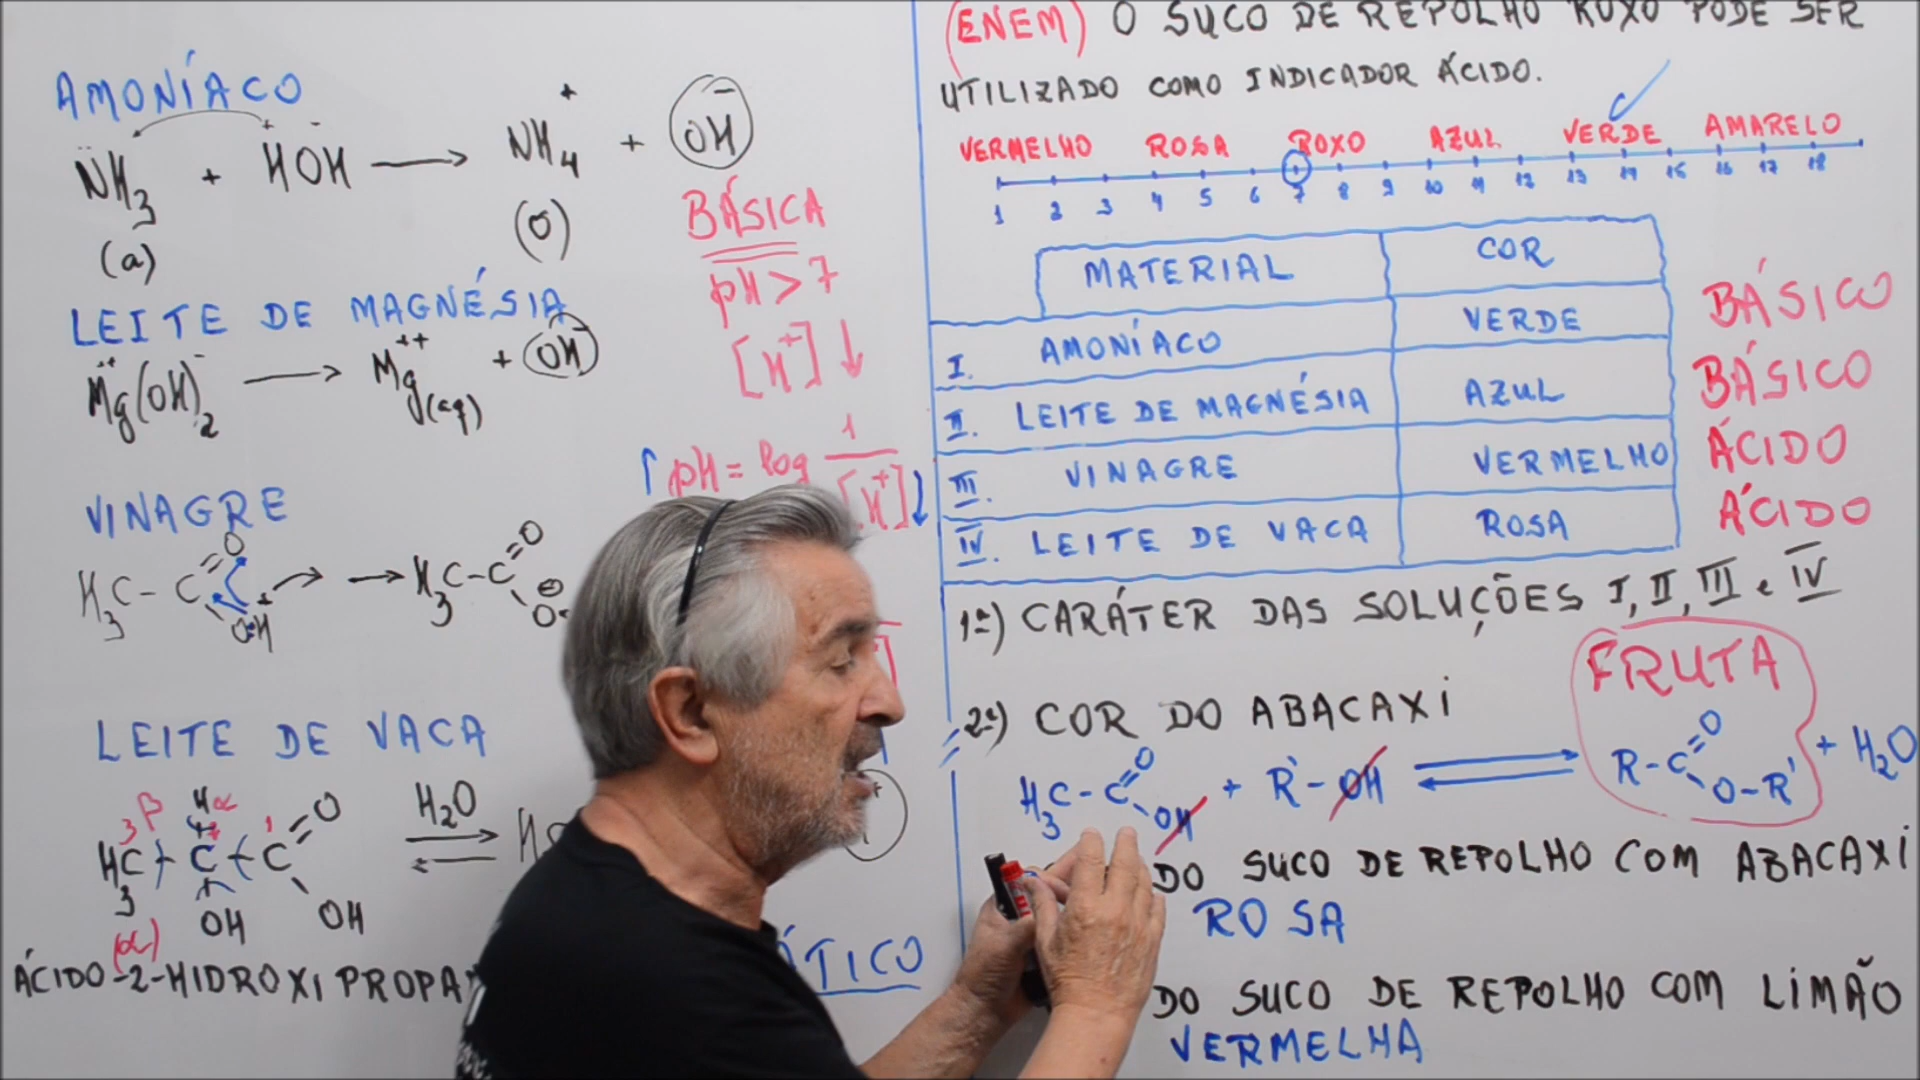 AMONÍACO
NH3 + HOH → NH4+ + OH-
(a) (o)
BÁSICA
pH > 7
[H+] ↓
LEITE DE MAGNÉSIA
Mg++(OH)-2 → Mg++(aq) + OH-
↑ pH = log 1/[H+] ↓
VINAGRE
H3C - C O OH → → H3C - C O O⊖
LEITE DE VACA
3 β H α 1
H3C C C O OH H2O
OH
(α)
ÁCIDO-2-HIDROXI PROPA
ÁTICO
(ENEM) O SUCO DE REPOLHO ROXO PODE SER
UTILIZADO COMO INDICADOR ÁCIDO.
VERMELHO ROSA ROXO AZUL VERDE AMARELO
1 2 3 4 5 6 7 8 9 10 11 12 13 14 15 16 17 18
MATERIAL COR
I. AMONÍACO VERDE BÁSICO
II. LEITE DE MAGNÉSIA AZUL BÁSICO
III. VINAGRE VERMELHO ÁCIDO
IV. LEITE DE VACA ROSA ÁCIDO
1º) CARÁTER DAS SOLUÇÕES I, II, III e IV
FRUTA
2º) COR DO ABACAXI
H3C - C O OH + R' - OH ⇌ R - C O O - R' + H2O
DO SUCO DE REPOLHO COM ABACAXI
ROSA
DO SUCO DE REPOLHO COM LIMÃO
VERMELHA